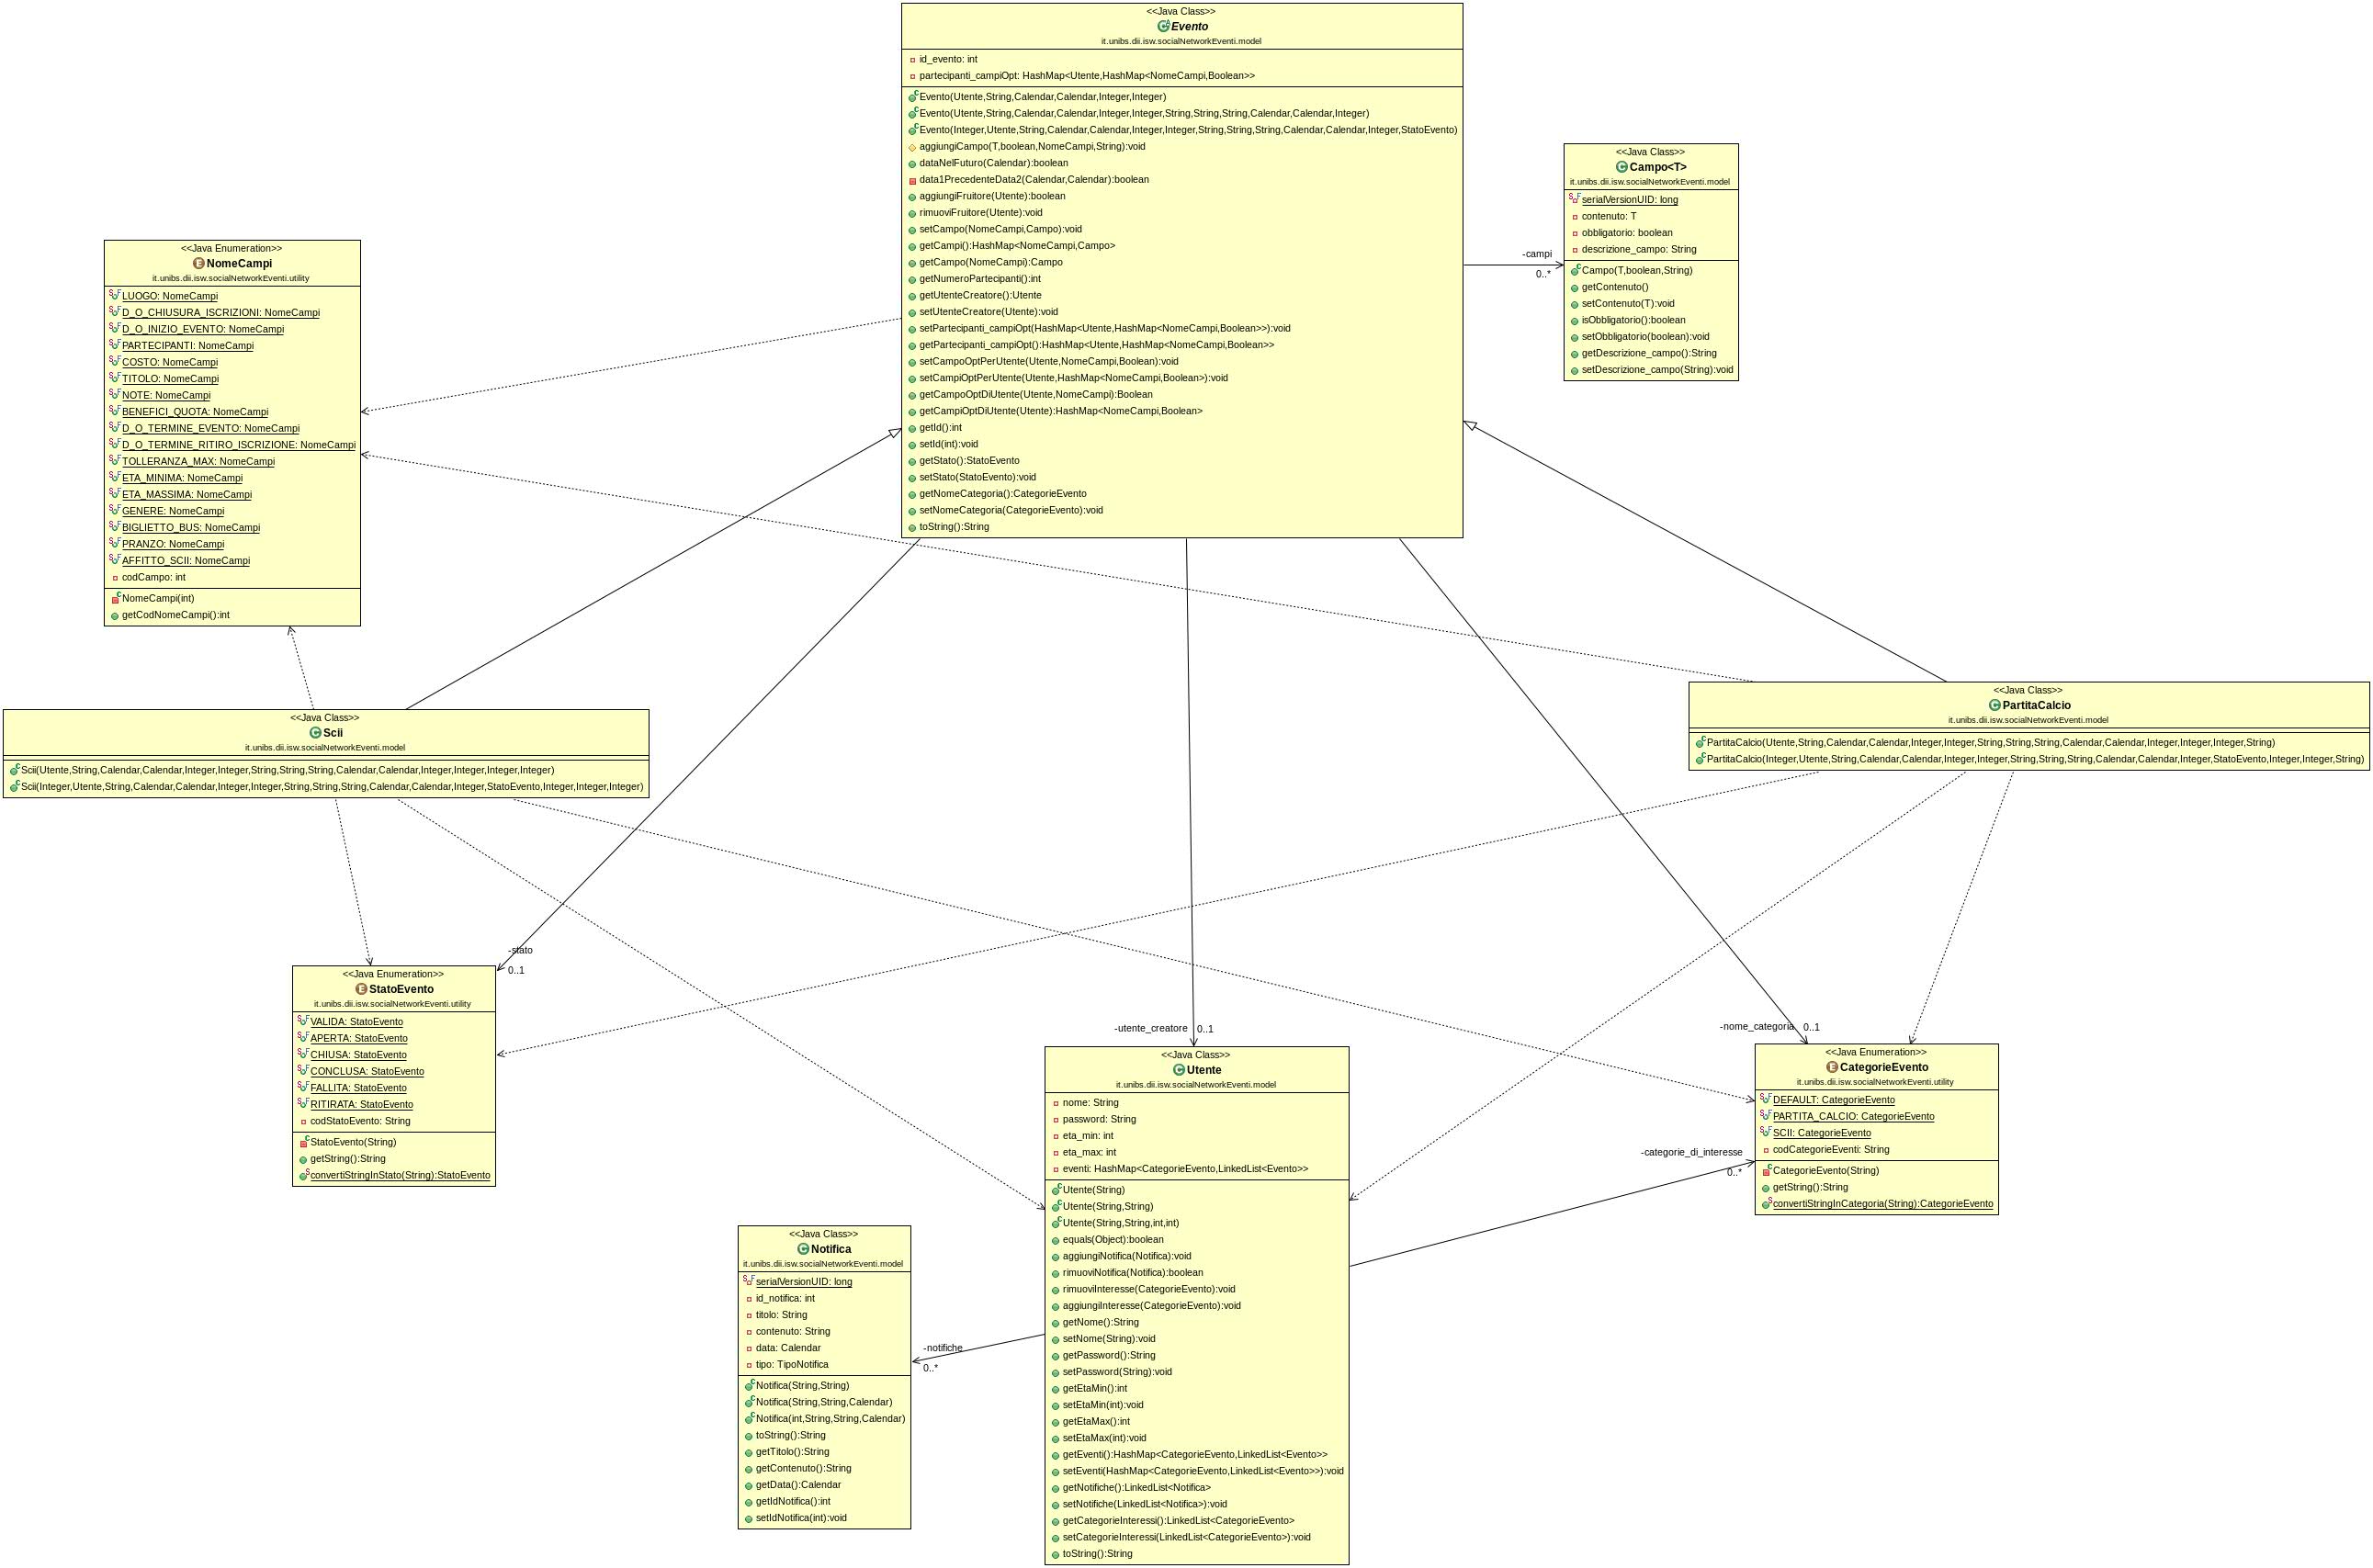 <<Java Class>>
Evento
it.unibs.dii.isw.socialNetworkEventi.model
id_evento: int
partecipanti_campiOpt: HashMap<Utente,HashMap<NomeCampi,Boolean>>
Evento(Utente,String,Calendar,Calendar,Integer,Integer)
Evento(Utente,String,Calendar,Calendar,Integer,Integer,String,String,String,Calendar,Calendar,Integer)
Evento(Integer,Utente,String,Calendar,Calendar,Integer,Integer,String,String,String,Calendar,Calendar,Integer,StatoEvento)
aggiungiCampo(T,boolean,NomeCampi,String):void
dataNelFuturo(Calendar):boolean
data1PrecedenteData2(Calendar,Calendar):boolean
aggiungiFruitore(Utente):boolean
rimuoviFruitore(Utente):void
setCampo(NomeCampi,Campo):void
getCampi():HashMap<NomeCampi,Campo>
getCampo(NomeCampi):Campo
getNumeroPartecipanti():int
getUtenteCreatore():Utente
setUtenteCreatore(Utente):void
setPartecipanti_campiOpt(HashMap<Utente,HashMap<NomeCampi,Boolean>>):void
getPartecipanti_campiOpt():HashMap<Utente,HashMap<NomeCampi,Boolean>>
setCampoOptPerUtente(Utente,NomeCampi,Boolean):void
setCampiOptPerUtente(Utente,HashMap<NomeCampi,Boolean>):void
getCampoOptDiUtente(Utente,NomeCampi):Boolean
getCampiOptDiUtente(Utente):HashMap<NomeCampi,Boolean>
getId():int
setId(int):void
getStato():StatoEvento
setStato(StatoEvento):void
getNomeCategoria():CategorieEvento
setNomeCategoria(CategorieEvento):void
toString():String
-campi
0..*
<<Java Class>>
Campo<T>
it.unibs.dii.isw.socialNetworkEventi.model
serialVersionUID: long
contenuto: T
obbligatorio: boolean
descrizione_campo: String
Campo(T,boolean,String)
getContenuto()
setContenuto(T):void
isObbligatorio():boolean
setObbligatorio(boolean):void
getDescrizione_campo():String
setDescrizione_campo(String):void
<<Java Enumeration>>
NomeCampi
it.unibs.dii.isw.socialNetworkEventi.utility
LUOGO: NomeCampi
D_O_CHIUSURA_ISCRIZIONI: NomeCampi
D_O_INIZIO_EVENTO: NomeCampi
PARTECIPANTI: NomeCampi
COSTO: NomeCampi
TITOLO: NomeCampi
NOTE: NomeCampi
BENEFICI_QUOTA: NomeCampi
D_O_TERMINE_EVENTO: NomeCampi
D_O_TERMINE_RITIRO_ISCRIZIONE: NomeCampi
TOLLERANZA_MAX: NomeCampi
ETA_MINIMA: NomeCampi
ETA_MASSIMA: NomeCampi
GENERE: NomeCampi
BIGLIETTO_BUS: NomeCampi
PRANZO: NomeCampi
AFFITTO_SCII: NomeCampi
codCampo: int
NomeCampi(int)
getCodNomeCampi():int
<<Java Class>>
Scii
it.unibs.dii.isw.socialNetworkEventi.model
Scii(Utente,String,Calendar,Calendar,Integer,Integer,String,String,String,Calendar,Calendar,Integer,Integer,Integer,Integer)
Scii(Integer,Utente,String,Calendar,Calendar,Integer,Integer,String,String,String,Calendar,Calendar,Integer,StatoEvento,Integer,Integer,Integer)
<<Java Class>>
PartitaCalcio
it.unibs.dii.isw.socialNetworkEventi.model
PartitaCalcio(Utente,String,Calendar,Calendar,Integer,Integer,String,String,String,Calendar,Calendar,Integer,Integer,Integer,String)
PartitaCalcio(Integer,Utente,String,Calendar,Calendar,Integer,Integer,String,String,String,Calendar,Calendar,Integer,StatoEvento,Integer,Integer,String)
-stato
0..1
<<Java Enumeration>>
StatoEvento
it.unibs.dii.isw.socialNetworkEventi.utility
VALIDA: StatoEvento
APERTA: StatoEvento
CHIUSA: StatoEvento
CONCLUSA: StatoEvento
FALLITA: StatoEvento
RITIRATA: StatoEvento
codStatoEvento: String
StatoEvento(String)
getString():String
convertiStringInStato(String):StatoEvento
-utente_creatore
0..1
<<Java Class>>
Utente
it.unibs.dii.isw.socialNetworkEventi.model
nome: String
password: String
eta_min: int
eta_max: int
eventi: HashMap<CategorieEvento,LinkedList<Evento>>
Utente(String)
Utente(String,String)
Utente(String,String,int,int)
equals(Object):boolean
aggiungiNotifica(Notifica):void
rimuoviNotifica(Notifica):boolean
rimuoviInteresse(CategorieEvento):void
aggiungiInteresse(CategorieEvento):void
getNome():String
setNome(String):void
getPassword():String
setPassword(String):void
getEtaMin():int
setEtaMin(int):void
getEtaMax():int
setEtaMax(int):void
getEventi():HashMap<CategorieEvento,LinkedList<Evento>>
setEventi(HashMap<CategorieEvento,LinkedList<Evento>>):void
getNotifiche():LinkedList<Notifica>
setNotifiche(LinkedList<Notifica>):void
getCategorieInteressi():LinkedList<CategorieEvento>
setCategorieInteressi(LinkedList<CategorieEvento>):void
toString():String
-nome_categoria
0..1
<<Java Enumeration>>
CategorieEvento
it.unibs.dii.isw.socialNetworkEventi.utility
DEFAULT: CategorieEvento
PARTITA_CALCIO: CategorieEvento
SCII: CategorieEvento
codCategorieEventi: String
CategorieEvento(String)
getString():String
convertiStringInCategoria(String):CategorieEvento
-categorie_di_interesse
0..*
-notifiche
0..*
<<Java Class>>
Notifica
it.unibs.dii.isw.socialNetworkEventi.model
serialVersionUID: long
id_notifica: int
titolo: String
contenuto: String
data: Calendar
tipo: TipoNotifica
Notifica(String,String)
Notifica(String,String,Calendar)
Notifica(int,String,String,Calendar)
toString():String
getTitolo():String
getContenuto():String
getData():Calendar
getIdNotifica():int
setIdNotifica(int):void